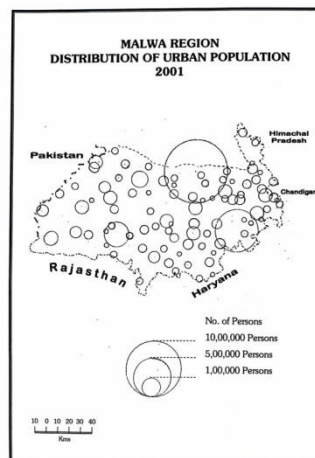 MALWA REGION
DISTRIBUTION OF URBAN POPULATION
2001
Himachal
Pradesh
Pakistan
Chandigarh
Rajasthan
Haryana
No. of Persons
10,00,000 Persons
5,00,000 Persons
1,00,000 Persons
10 0 10 20 30 40
Kms